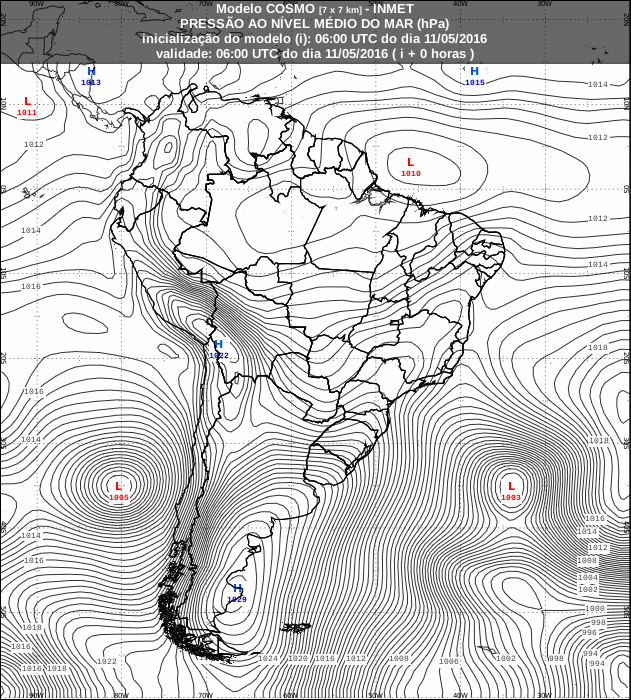 Modelo COSMO [7 x 7 km] - INMET
PRESSÃO AO NÍVEL MÉDIO DO MAR (hPa)
inicialização do modelo (i): 06:00 UTC do dia 11/05/2016
validade: 06:00 UTC do dia 11/05/2016 ( i + 0 horas )
H
1013
H
1015
1014
L
1011
1012
1012
L
1010
1014
1012
1014
1016
1018
H
1022
1016
1014
1018
L
1005
L
1003
1014
1016
1016
1014
1012
1008
1004
1002
H
1029
1000
998
996
1018
1016
1016
1018
1022
1024
1020
1016
1012
1008
1006
1002
998
994
994
90W
80W
70W
60W
50W
40W
30W